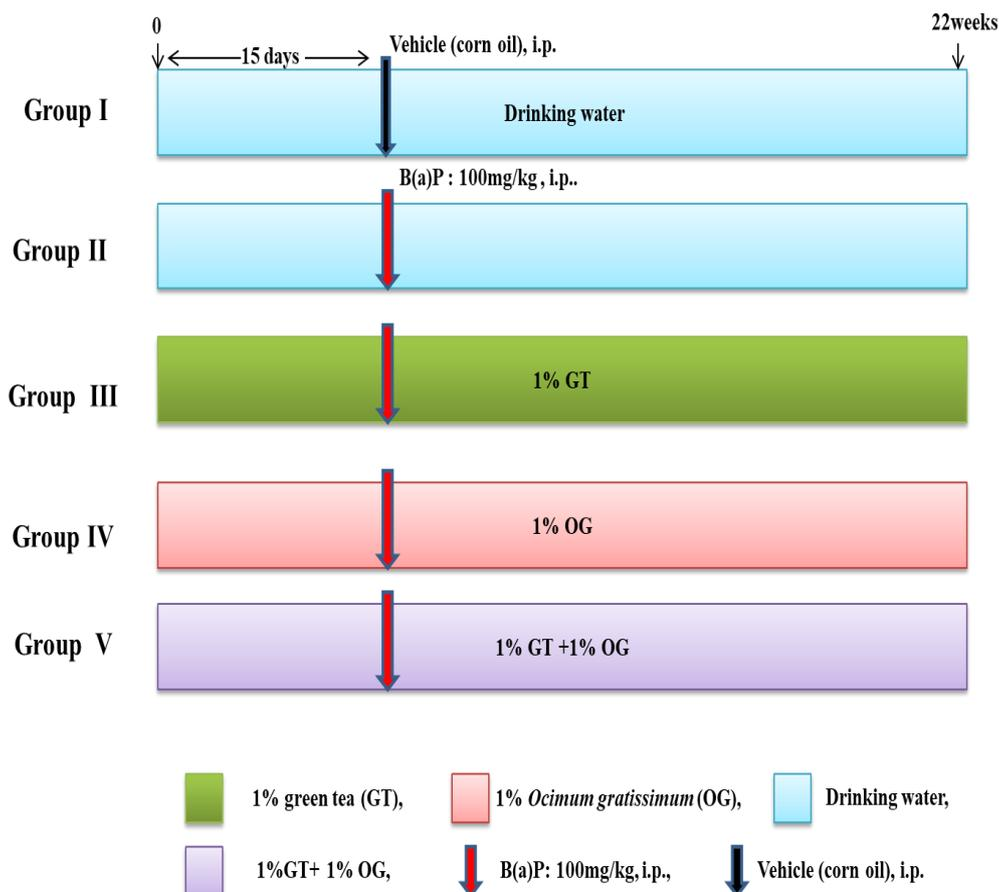 0
22weeks
15 days
Vehicle (corn oil), i.p.
Group I
Drinking water
B(a)P : 100mg/kg , i.p..
Group II
Group III
1% GT
Group IV
1% OG
Group V
1% GT +1% OG
1% green tea (GT),
1% Ocimum gratissimum (OG),
Drinking water,
1%GT+ 1% OG,
B(a)P: 100mg/kg,i.p.,
Vehicle (corn oil), i.p.